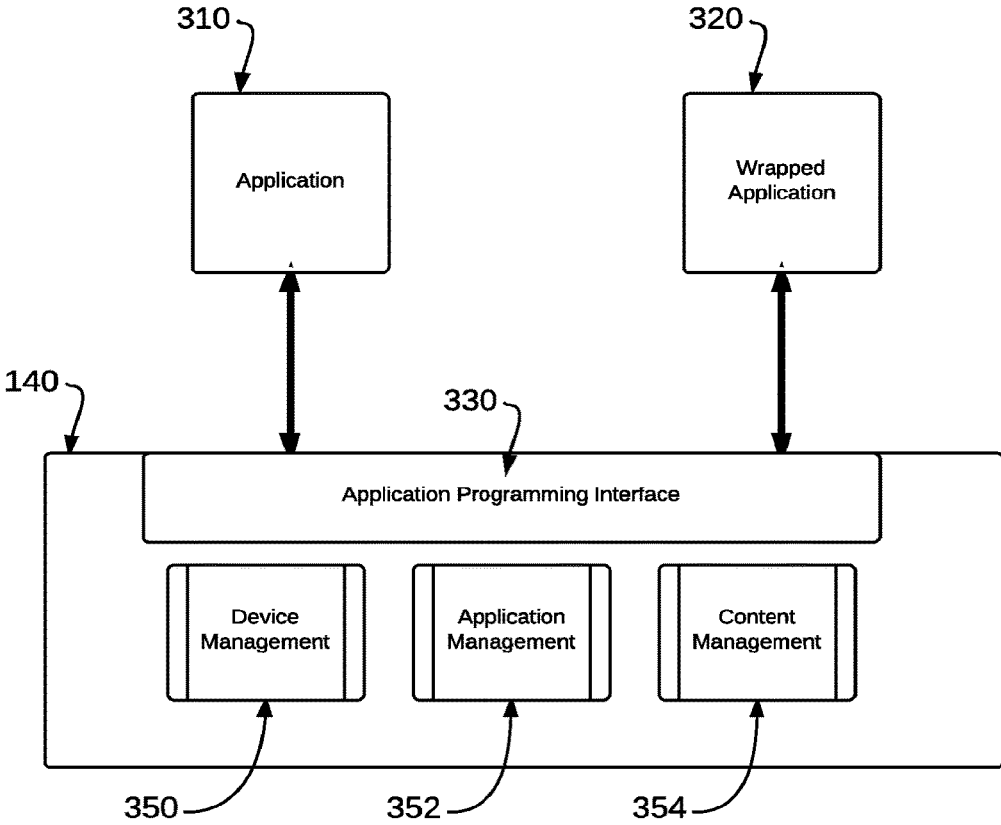 310
320
Application
Wrapped
Application
140
330
Application Programming Interface
Device
Management
Application
Management
Content
Management
350
352
354